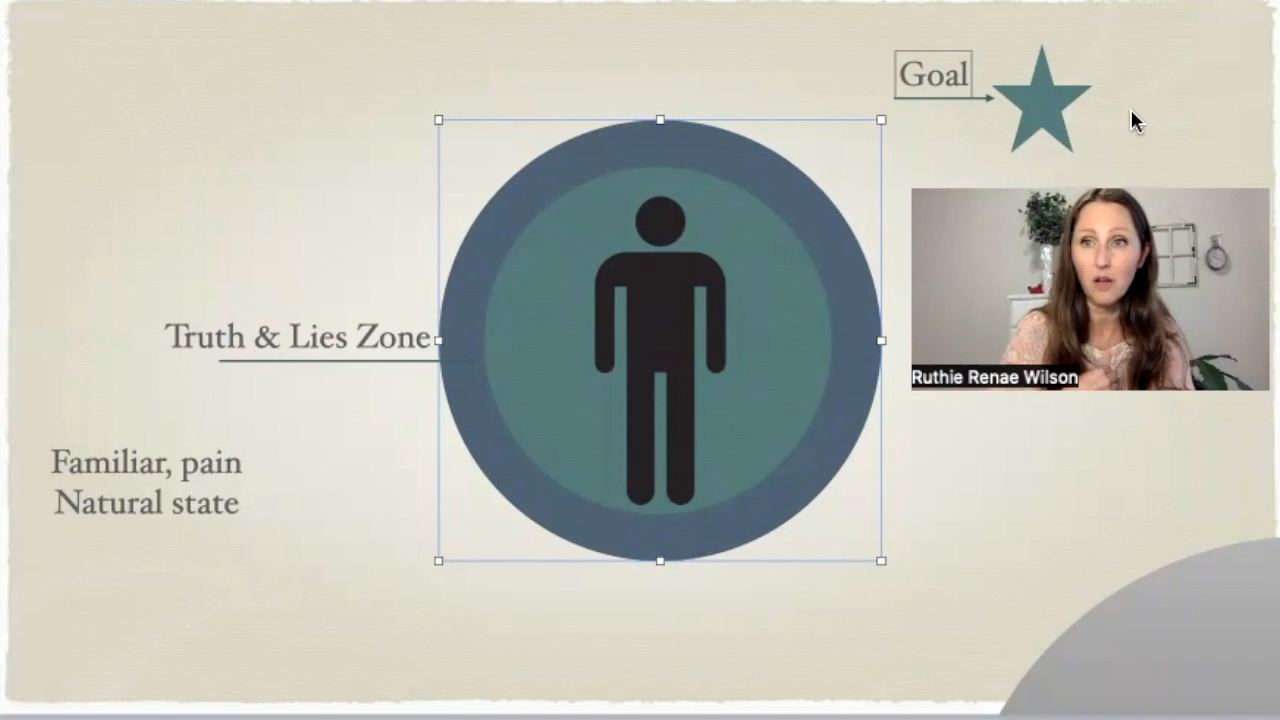 Goal
Truth & Lies Zone
Familiar, pain
Natural state
Ruthie Renae Wilson